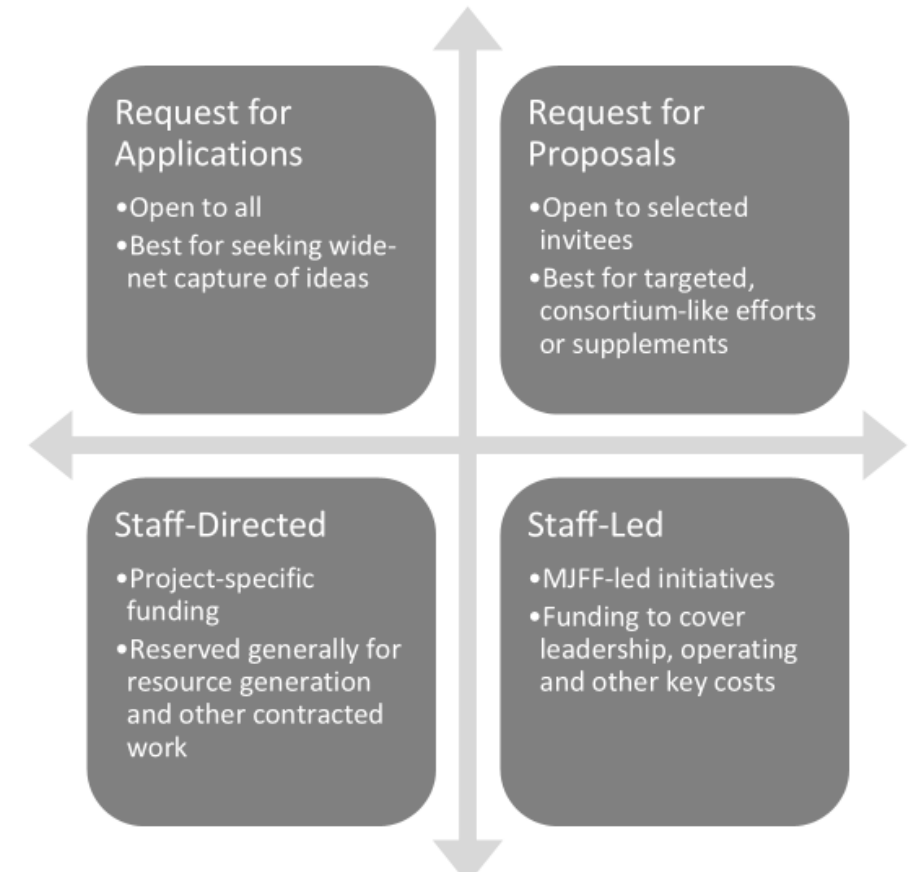 Request for
Applications
•Open to all
•Best for seeking wide-
net capture of ideas
Request for
Proposals
•Open to selected
invitees
•Best for targeted,
consortium-like efforts
or supplements
Staff-Directed
•Project-specific
funding
•Reserved generally for
resource generation
and other contracted
work
Staff-Led
•MJFF-led initiatives
•Funding to cover
leadership, operating
and other key costs